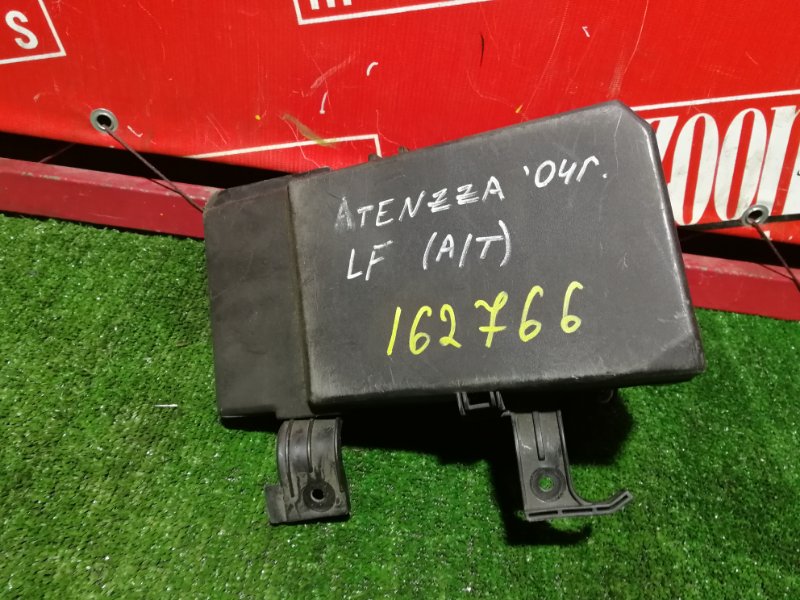 S
ATENZZA '04г.
LF (A/T)
162766